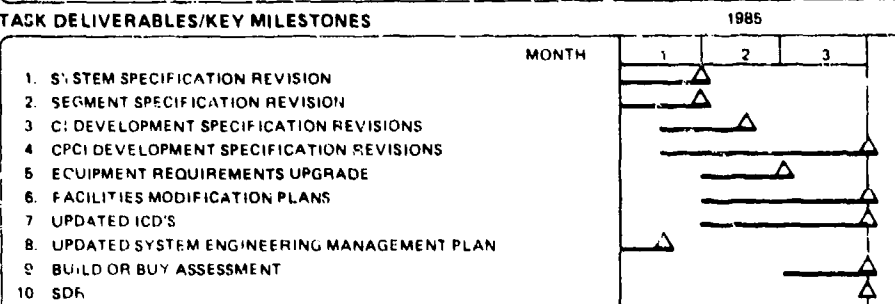 TASK DELIVERABLES/KEY MILESTONES 1985
MONTH 1 2 3
1. SYSTEM SPECIFICATION REVISION
2. SEGMENT SPECIFICATION REVISION
3 CI DEVELOPMENT SPECIFICATION REVISIONS
4 CPCI DEVELOPMENT SPECIFICATION REVISIONS
5 EQUIPMENT REQUIREMENTS UPGRADE
6. FACILITIES MODIFICATION PLANS
7 UPDATED ICD'S
8. UPDATED SYSTEM ENGINEERING MANAGEMENT PLAN
9 BUILD OR BUY ASSESSMENT
10 SDR